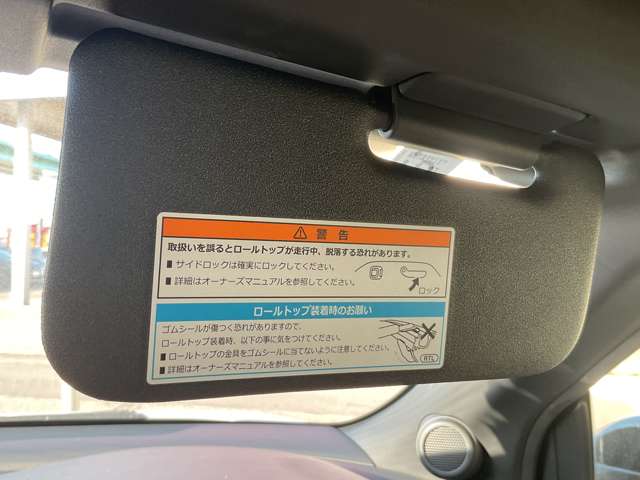 ⚠ 警告
取扱いを誤るとロールトップが走行中、脱落する恐れがあります。
■ サイドロックは確実にロックしてください。
■ 詳細はオーナーズマニュアルを参照してください。
ロック
ロールトップ装着時のお願い
ゴムシールが傷つく恐れがありますので、
ロールトップ装着時、以下の事に気をつけてください。
■ ロールトップの金具をゴムシールに当てないように注意してください。
■ 詳細はオーナーズマニュアルを参照してください。
RTL